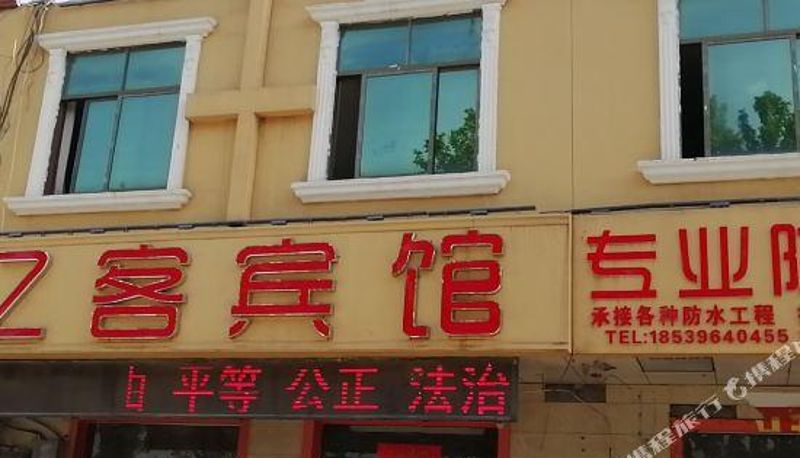 客宾馆
专业防
承接各种防水工程
TEL:18539640455
平等 公正 法治
携程旅行